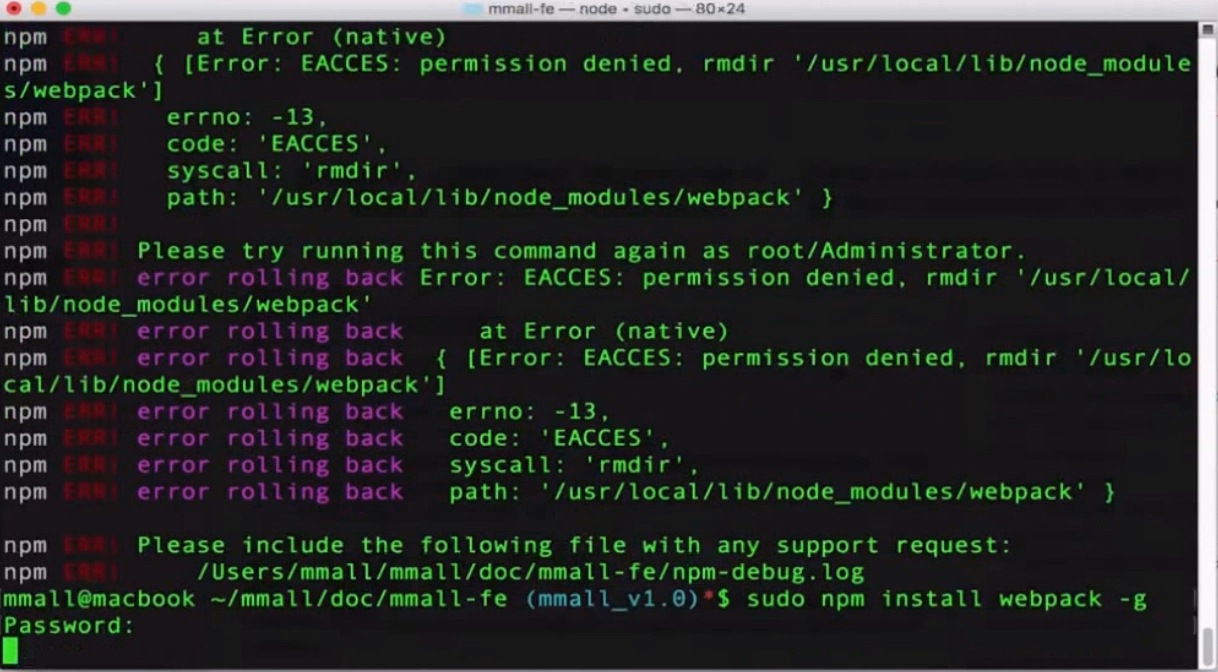 mmall-fe — node • sudo — 80×24
npm ERR!     at Error (native)
npm ERR!  { [Error: EACCES: permission denied, rmdir '/usr/local/lib/node_module
s/webpack']
npm ERR!   errno: -13,
npm ERR!   code: 'EACCES',
npm ERR!   syscall: 'rmdir',
npm ERR!   path: '/usr/local/lib/node_modules/webpack' }
npm ERR!
npm ERR! Please try running this command again as root/Administrator.
npm ERR! error rolling back Error: EACCES: permission denied, rmdir '/usr/local/
lib/node_modules/webpack'
npm ERR! error rolling back     at Error (native)
npm ERR! error rolling back  { [Error: EACCES: permission denied, rmdir '/usr/lo
cal/lib/node_modules/webpack']
npm ERR! error rolling back   errno: -13,
npm ERR! error rolling back   code: 'EACCES',
npm ERR! error rolling back   syscall: 'rmdir',
npm ERR! error rolling back   path: '/usr/local/lib/node_modules/webpack' }
npm ERR! Please include the following file with any support request:
npm ERR!     /Users/mmall/mmall/doc/mmall-fe/npm-debug.log
mmall@macbook ~/mmall/doc/mmall-fe (mmall_v1.0)*$ sudo npm install webpack -g
Password: